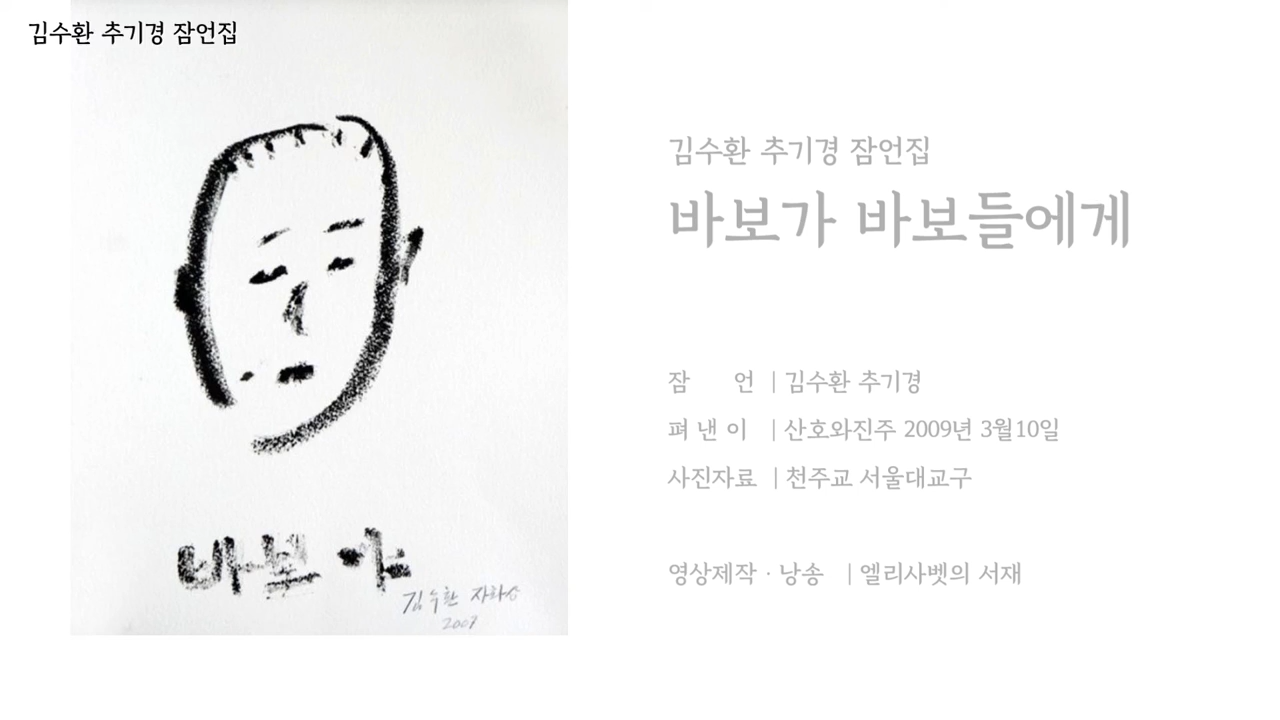 김수환 추기경 잠언집
바보야
김수환 자화상
2007
김수환 추기경 잠언집
바보가 바보들에게
잠 언 | 김수환 추기경
펴 낸 이 | 산호와진주 2009년 3월10일
사진자료 | 천주교 서울대교구
영상제작 · 낭송 | 엘리사벳의 서재